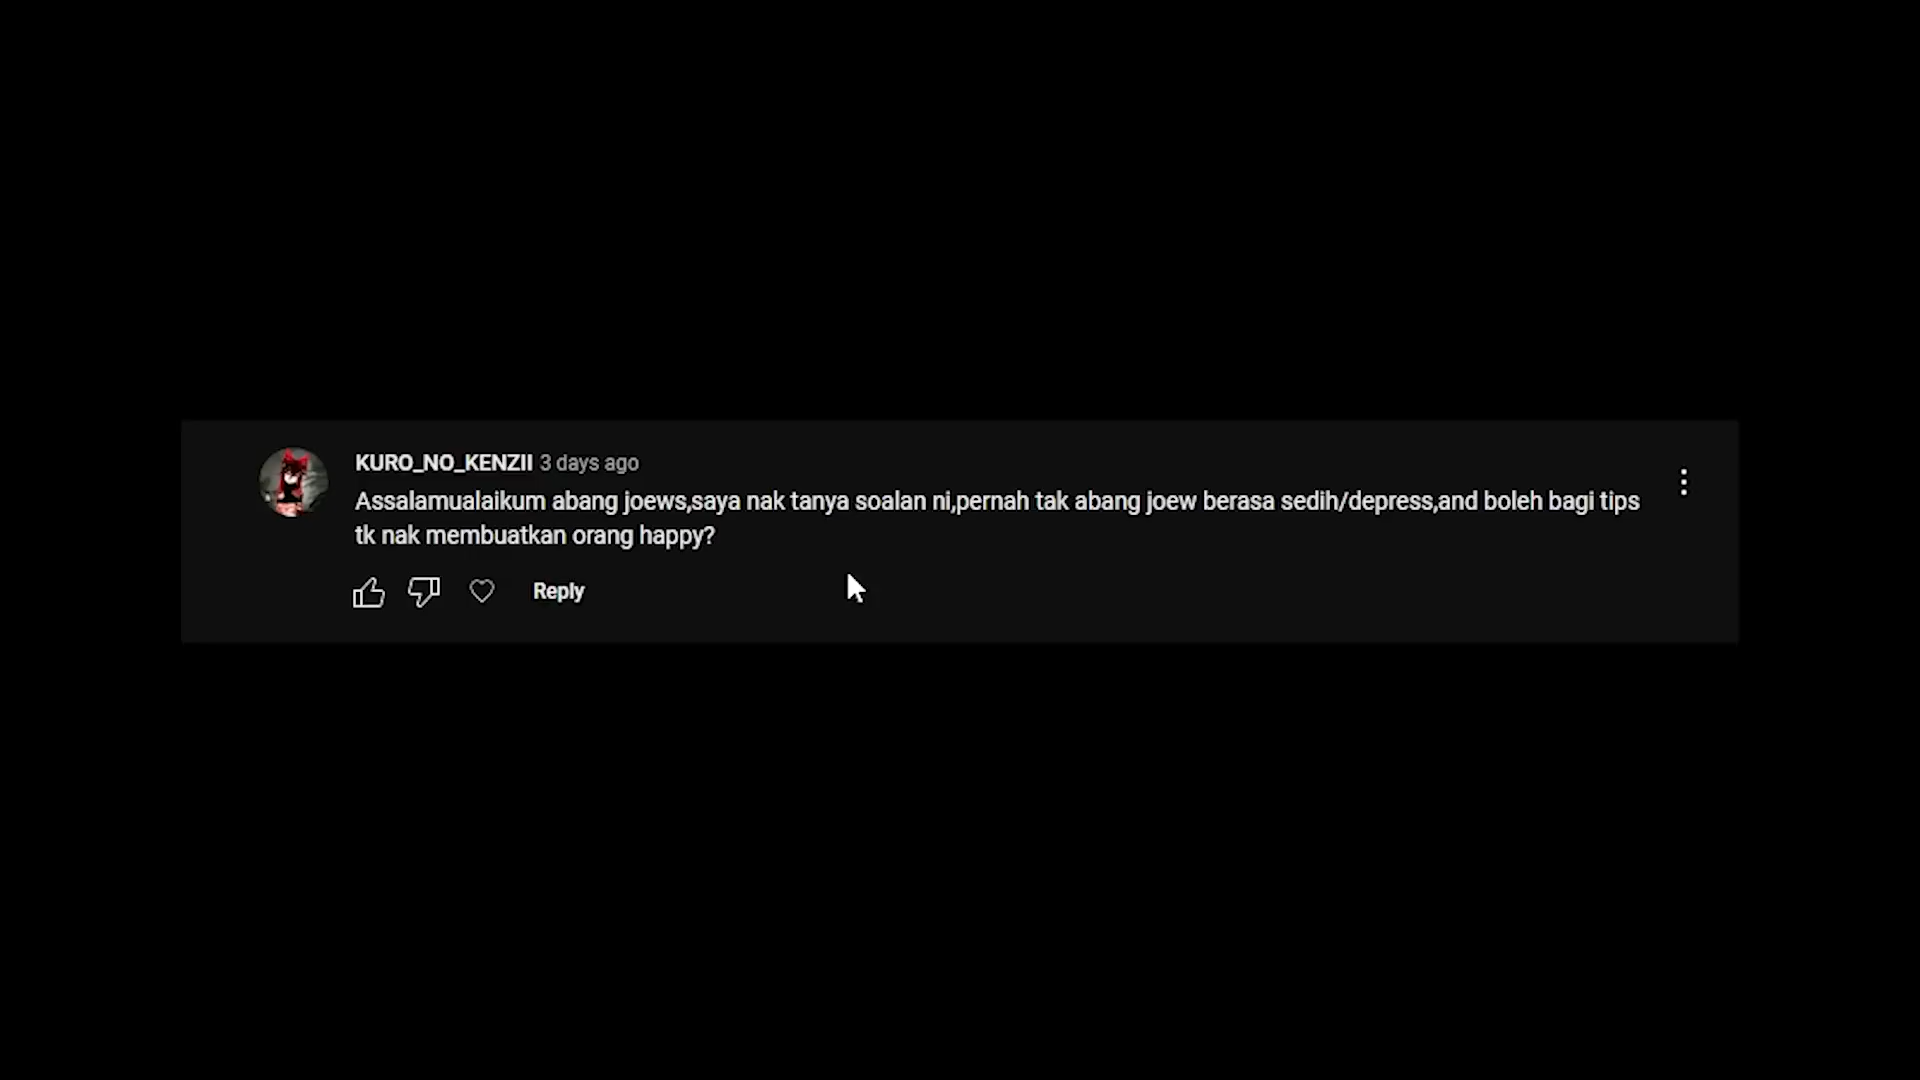 KURO_NO_KENZII 3 days ago
Assalamualaikum abang joews,saya nak tanya soalan ni,pernah tak abang joew berasa sedih/depress,and boleh bagi tips
tk nak membuatkan orang happy?
Reply